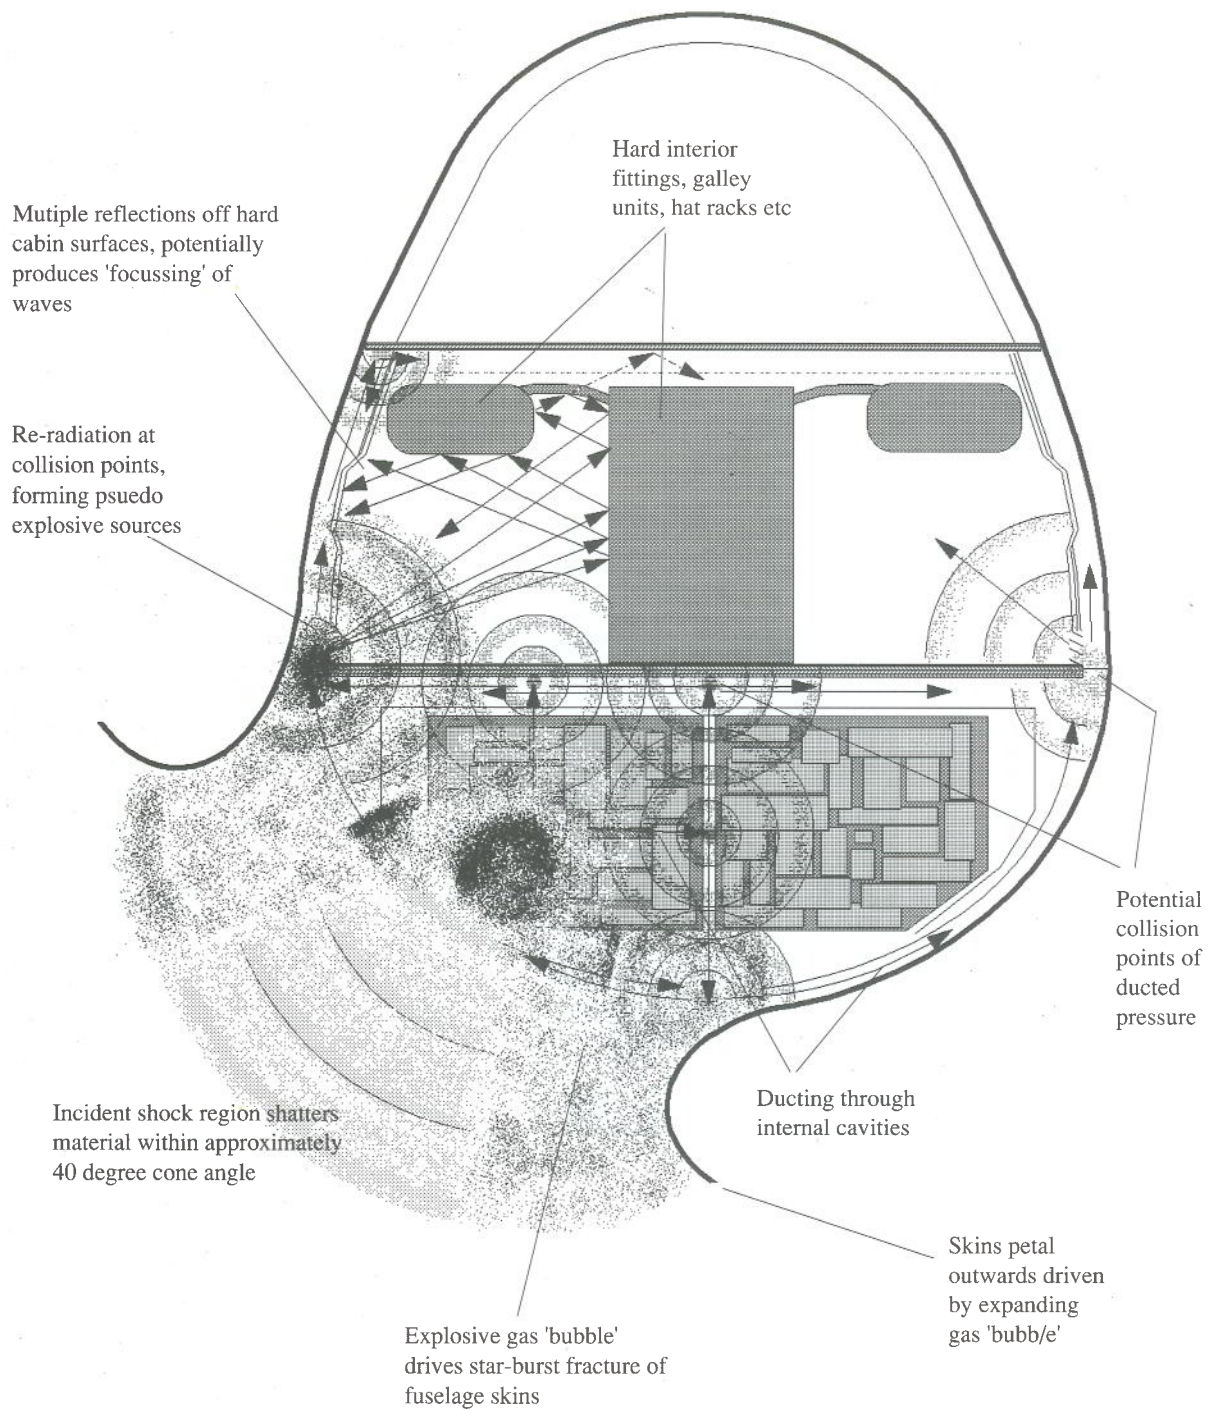 Hard interior
fittings, galley
units, hat racks etc
Mutiple reflections off hard
cabin surfaces, potentially
produces 'focussing' of
waves
Re-radiation at
collision points,
forming psuedo
explosive sources
Potential
collision
points of
ducted
pressure
Ducting through
internal cavities
Incident shock region shatters
material within approximately
40 degree cone angle
Skins petal
outwards driven
by expanding
gas 'bubb/e'
Explosive gas 'bubble'
drives star-burst fracture of
fuselage skins